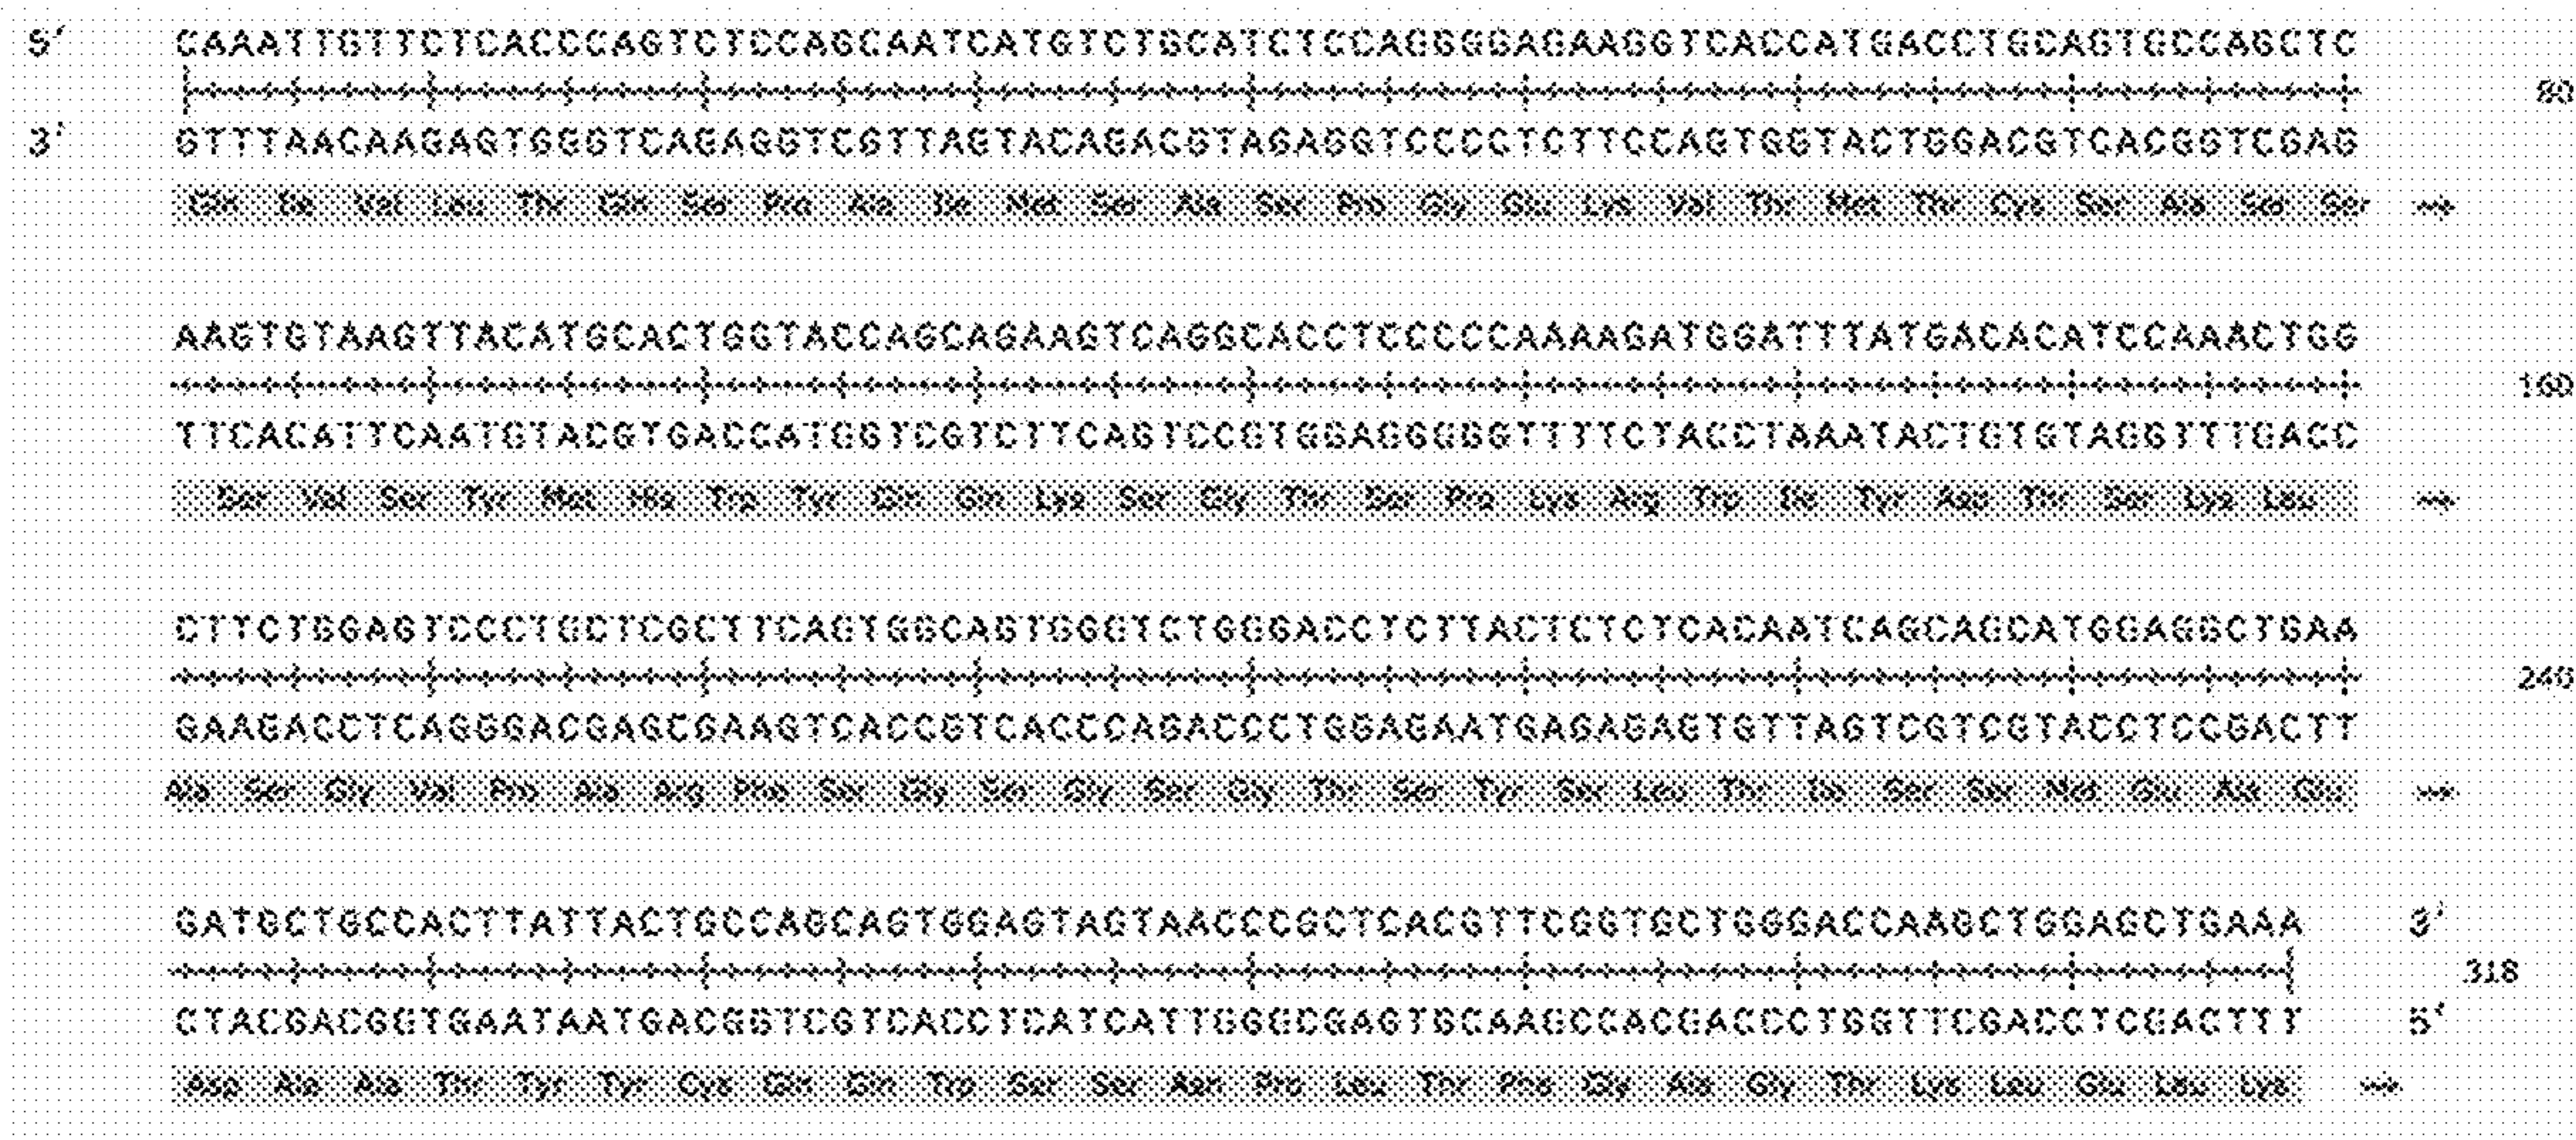 5' CAAATTGTTCTCACCCAGTCTCCAGCAATCATGTCTGCATCTCCAGGGGAGAAGGTCACCATGACCTGCAGTGCCAGCTC
80
3' GTTTAACAAGAGTGGGTCAGAGGTCGTTAGTACAGACGTAGAGGTCCCCTCTTCCAGTGGTACTGGACGTCACGGTCGAG
Gln Ile Val Leu Thr Gln Ser Pro Ala Ile Met Ser Ala Ser Pro Gly Glu Lys Val Thr Met Thr Cys Ser Ala Ser Ser →
AAGTGTAAGTTACATGCACTGGTACCAGCAGAAGTCAGGCACCTCCCCCAAAAGATGGATTTATGACACATCCAAACTGG
160
TTCACATTCAATGTACGTGACCATGGTCGTCTTCAGTCCGTGGAGGGGGTTTTCTACCTAAATACTGTGTAGGTTTGACC
Ser Val Ser Tyr Met His Trp Tyr Gln Gln Lys Ser Gly Thr Ser Pro Lys Arg Trp Ile Tyr Asp Thr Ser Lys Leu →
CTTCTGGAGTCCCTGCTCGCTTCAGTGGCAGTGGGTCTGGGACCTCTTACTCTCTCACAATCAGCAGCATGGAGGCTGAA
240
GAAGACCTCAGGGACGAGCGAAGTCACCGTCACCCAGACCCTGGAGAATGAGAGAGTGTTAGTCGTCGTACCTCCGACTT
Ala Ser Gly Val Pro Ala Arg Phe Ser Gly Ser Gly Ser Gly Thr Ser Tyr Ser Leu Thr Ile Ser Ser Met Glu Ala Glu →
GATGCTGCCACTTATTACTGCCAGCAGTGGAGTAGTAACCCGCTCACGTTCGGTGCTGGGACCAAGCTGGAGCTGAAA 3'
318
CTACGACGGTGAATAATGACGGTCGTCACCTCATCATTGGGCGAGTGCAAGCCACGACCCTGGTTCGACCTCGACTTT 5'
Asp Ala Ala Thr Tyr Tyr Cys Gln Gln Trp Ser Ser Asn Pro Leu Thr Phe Gly Ala Gly Thr Lys Leu Glu Leu Lys →